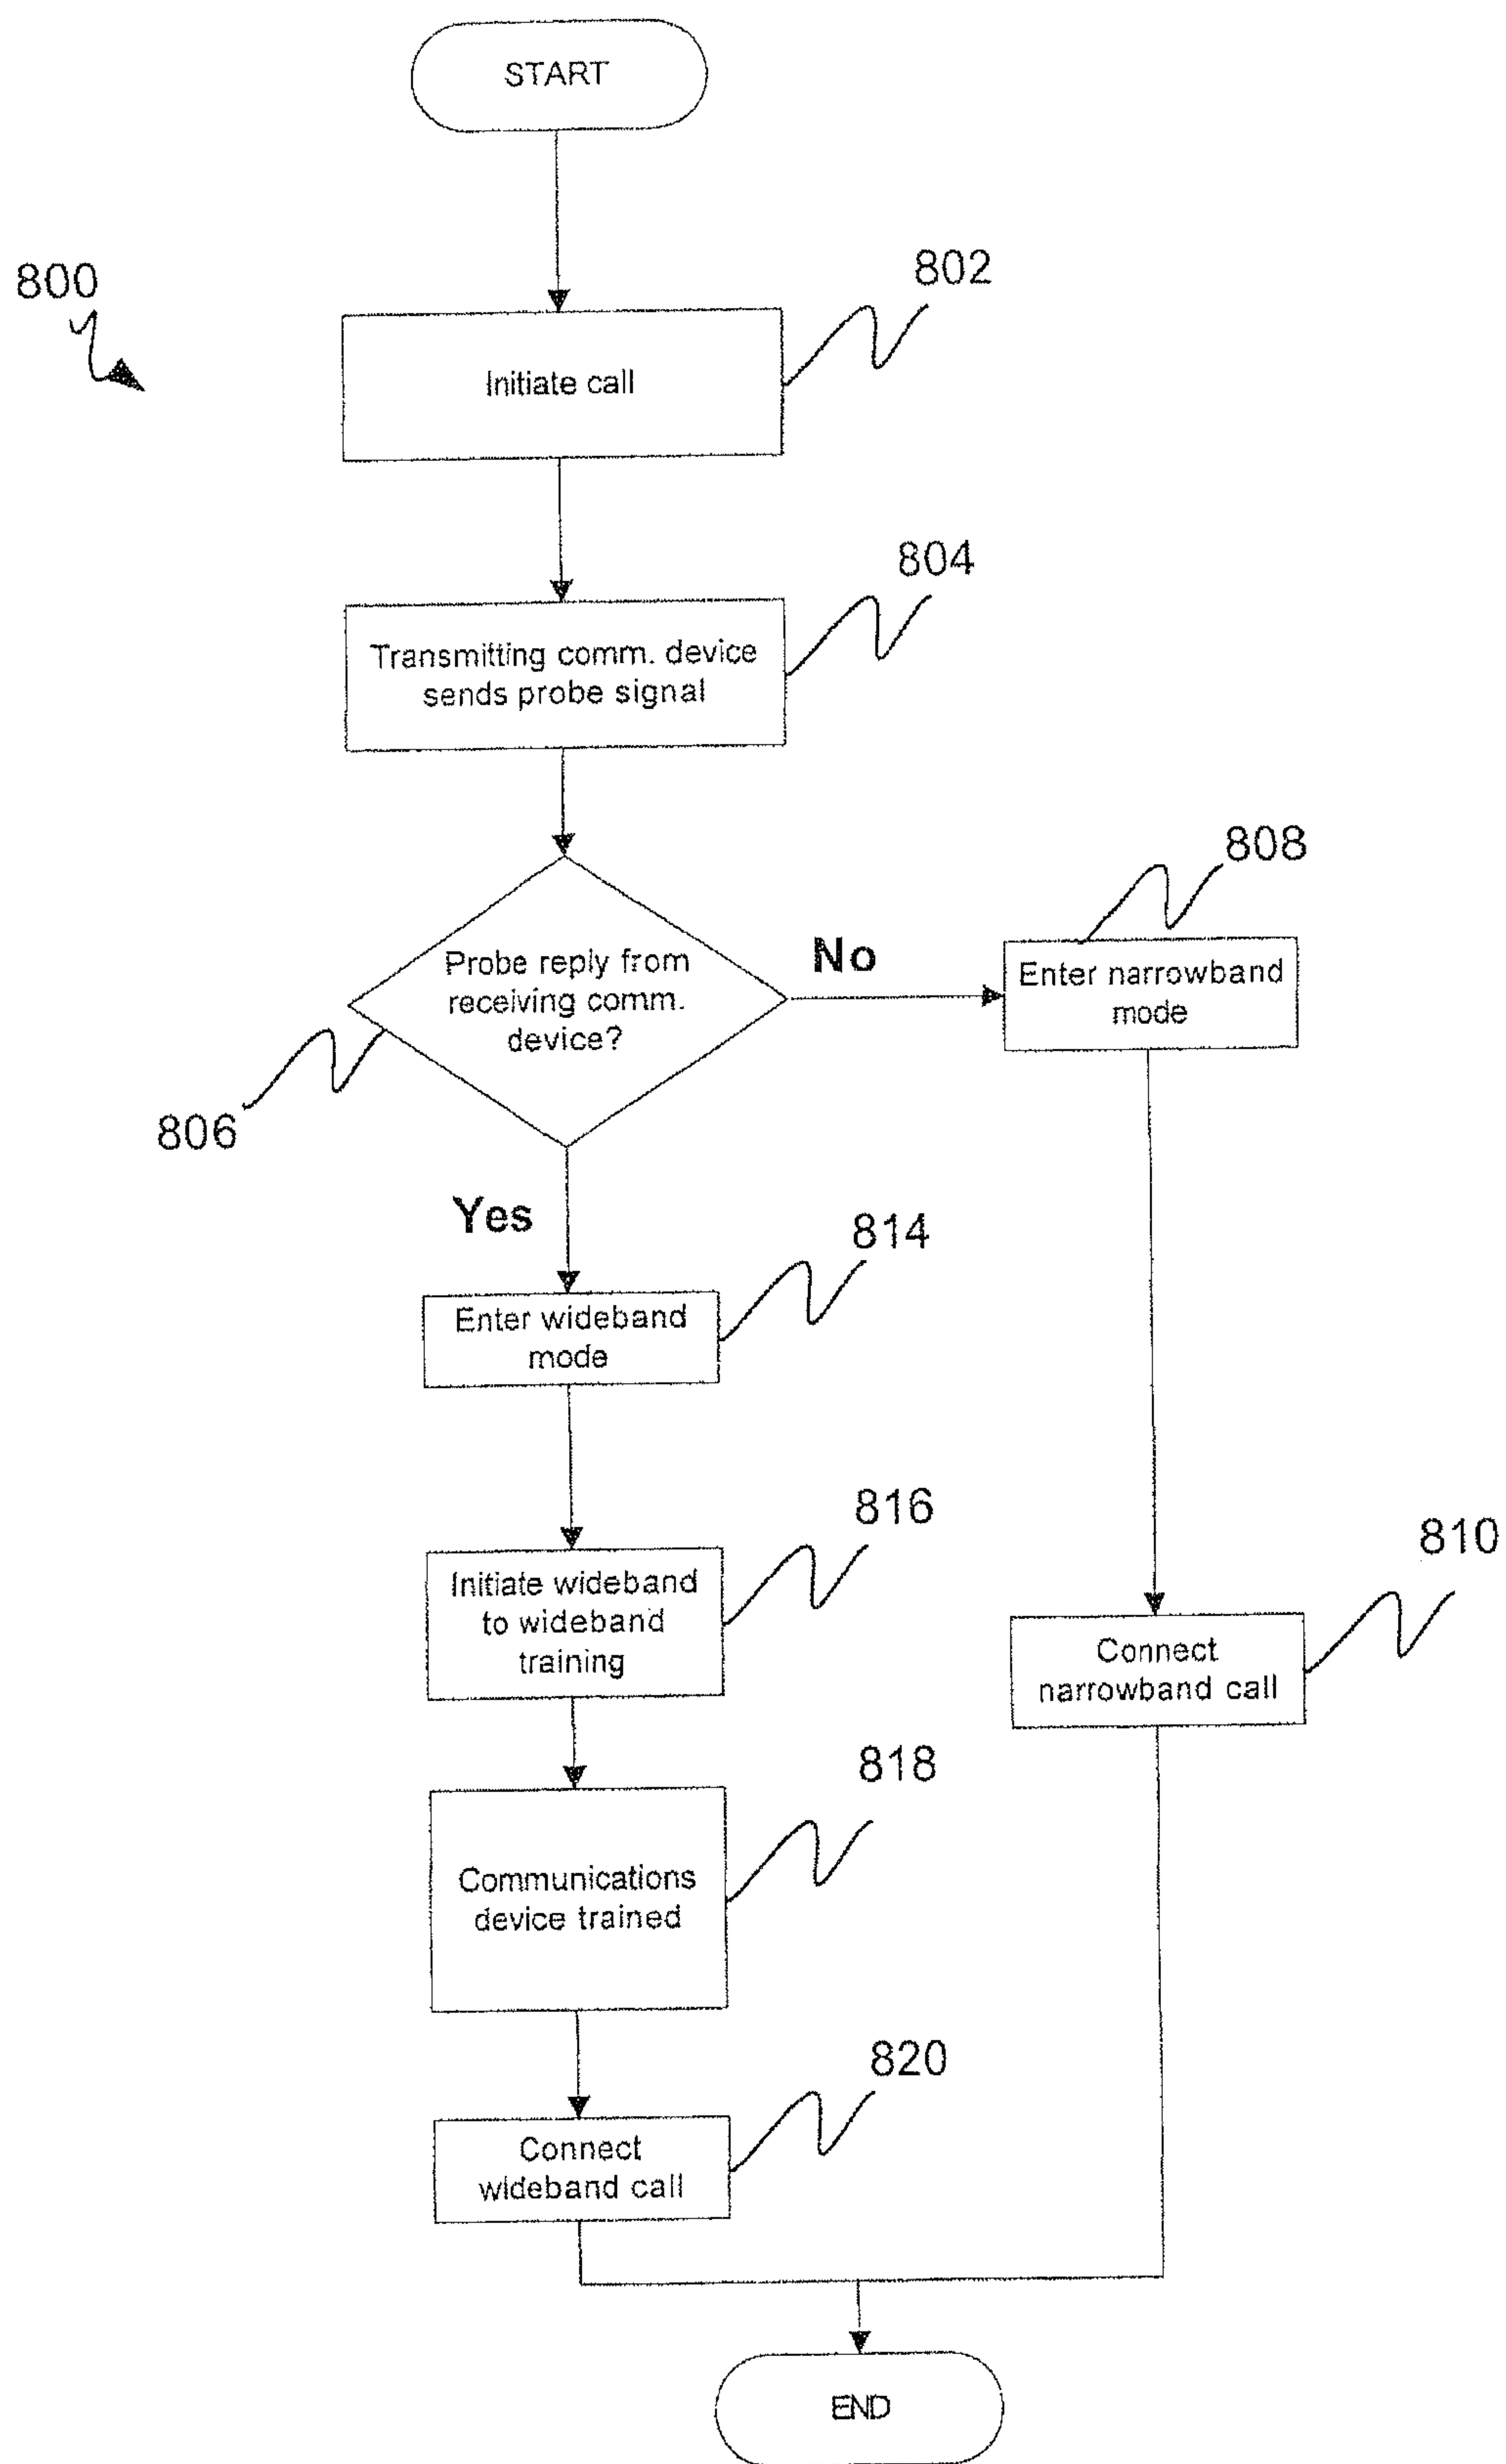 START
800
802
Initiate call
804
Transmitting comm. device
sends probe signal
808
Probe reply from
receiving comm.
device?
No
Enter narrowband
mode
806
Yes
814
Enter wideband
mode
816
Initiate wideband
to wideband
training
810
Connect
narrowband call
818
Communications
device trained
820
Connect
wideband call
END